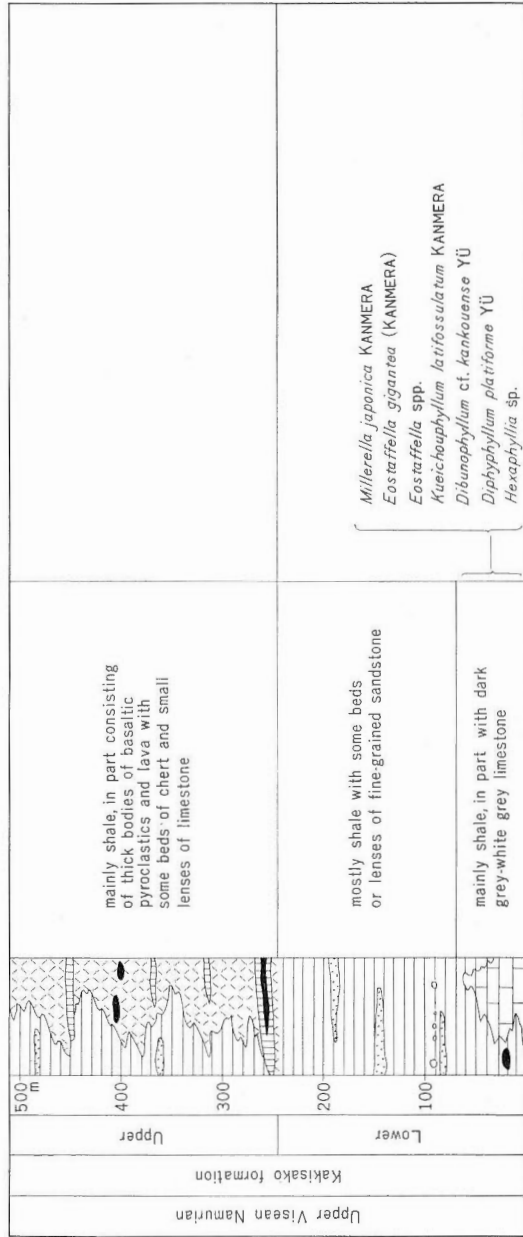 Upper Visean Namurian
Kakisako formation
Upper
Lower
500 m
400
300
200
100
mainly shale, in part consisting
of thick bodies of basaltic
pyroclastics and lava with
some beds of chert and small
lenses of limestone
mostly shale with some beds
or lenses of fine-grained sandstone
mainly shale, in part with dark
grey-white grey limestone
Millerella japonica KANMERA
Eostaffella gigantea (KANMERA)
Eostaffella spp.
Kueichouphyllum latifossulatum KANMERA
Dibunophyllum cf. kankouense YÜ
Diphyphyllum platiforme YÜ
Hexaphyllia sp.